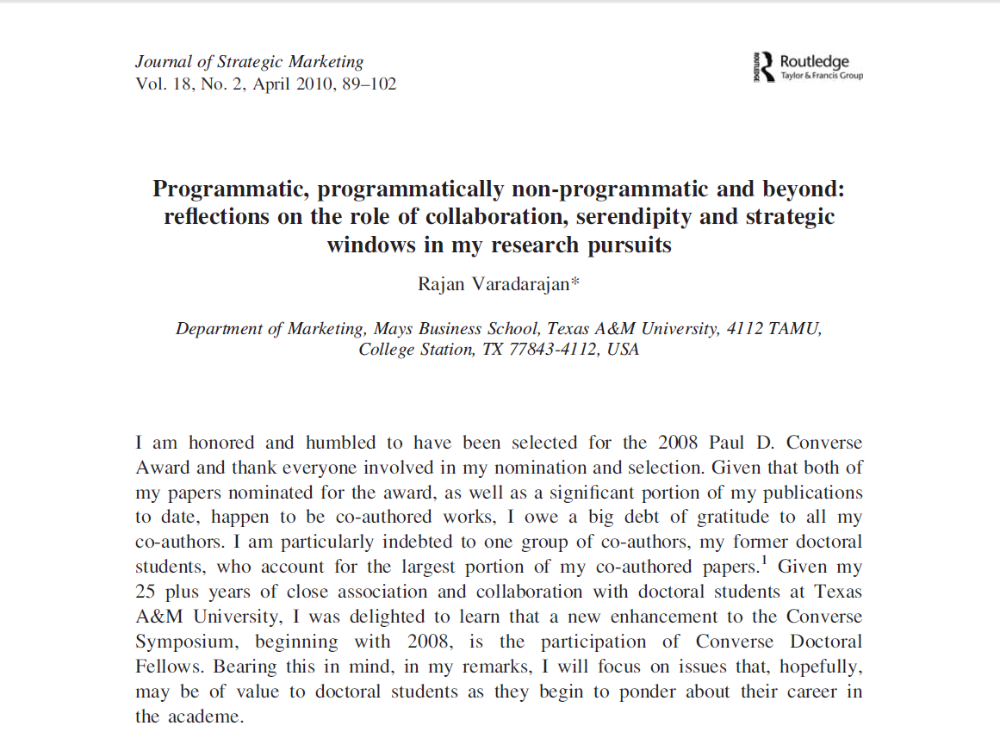 Journal of Strategic Marketing
Vol. 18, No. 2, April 2010, 89–102
ROUTLEDGE
Routledge
Taylor & Francis Group
Programmatic, programmatically non-programmatic and beyond:
reflections on the role of collaboration, serendipity and strategic
windows in my research pursuits
Rajan Varadarajan*
Department of Marketing, Mays Business School, Texas A&M University, 4112 TAMU,
College Station, TX 77843-4112, USA
I am honored and humbled to have been selected for the 2008 Paul D. Converse
Award and thank everyone involved in my nomination and selection. Given that both of
my papers nominated for the award, as well as a significant portion of my publications
to date, happen to be co-authored works, I owe a big debt of gratitude to all my
co-authors. I am particularly indebted to one group of co-authors, my former doctoral
students, who account for the largest portion of my co-authored papers.1 Given my
25 plus years of close association and collaboration with doctoral students at Texas
A&M University, I was delighted to learn that a new enhancement to the Converse
Symposium, beginning with 2008, is the participation of Converse Doctoral
Fellows. Bearing this in mind, in my remarks, I will focus on issues that, hopefully,
may be of value to doctoral students as they begin to ponder about their career in
the academe.